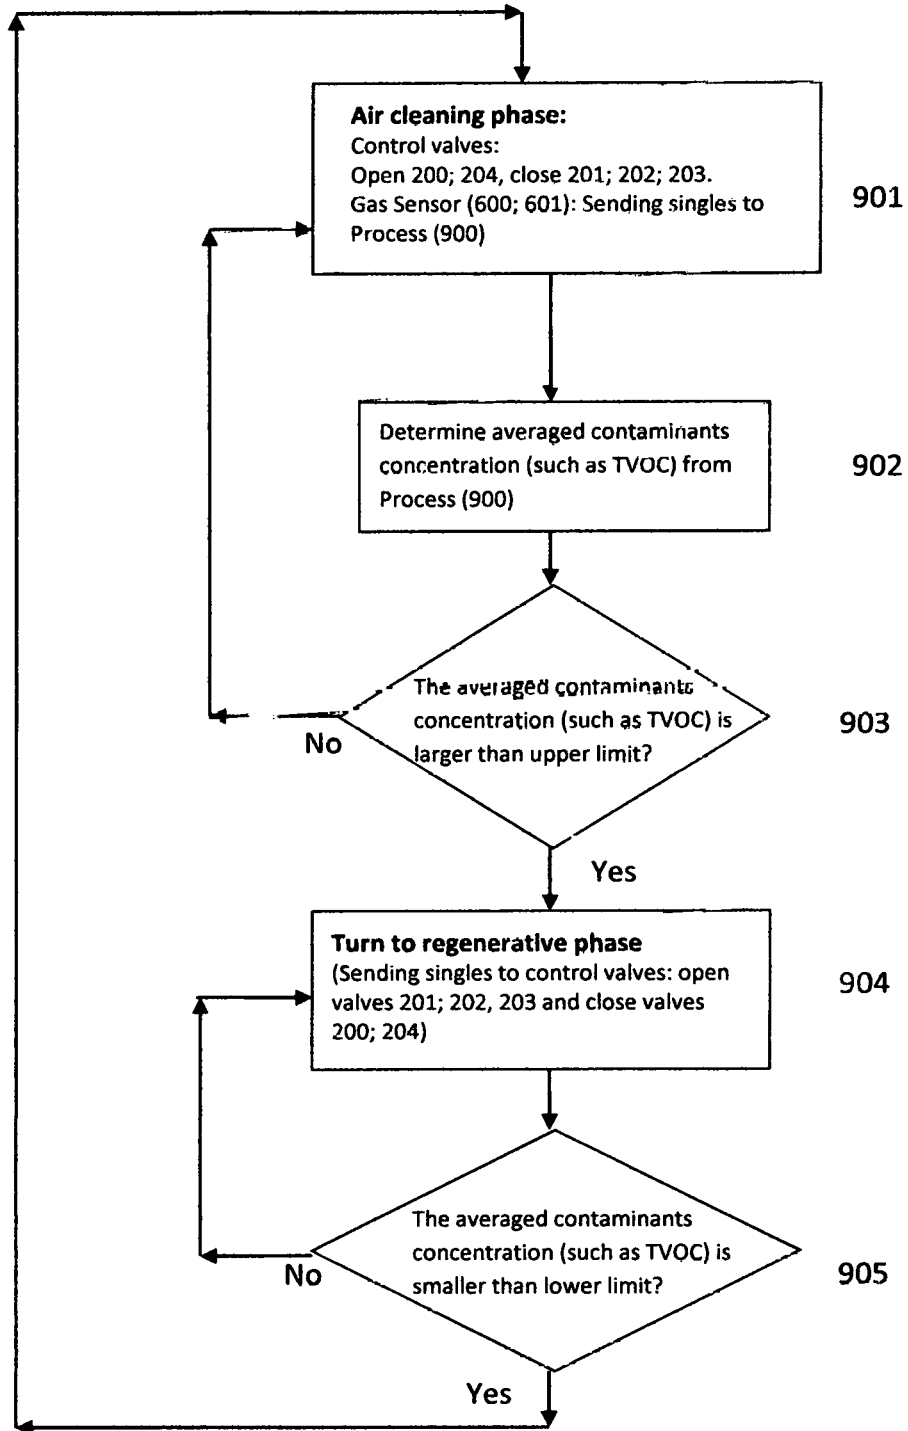 Air cleaning phase:
Control valves:
Open 200; 204, close 201; 202; 203.
Gas Sensor (600; 601): Sending singles to
Process (900)
901
Determine averaged contaminants
concentration (such as TVOC) from
Process (900)
902
The averaged contaminants
concentration (such as TVOC) is
larger than upper limit?
903
No
Yes
Turn to regenerative phase
(Sending singles to control valves: open
valves 201; 202, 203 and close valves
200; 204)
904
The averaged contaminants
concentration (such as TVOC) is
smaller than lower limit?
905
No
Yes